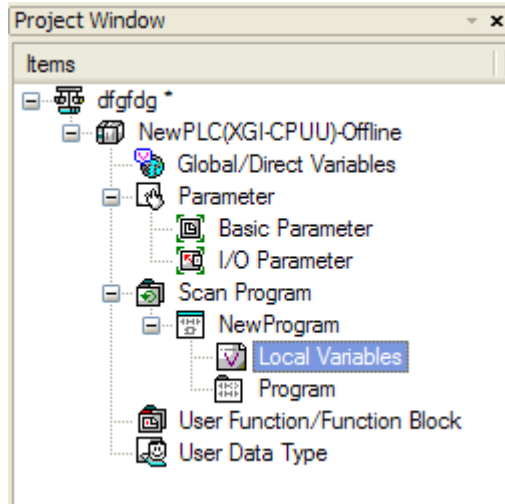 Project Window
Items
dfgfdg *
NewPLC(XGI-CPUU)-Offline
Global/Direct Variables
Parameter
Basic Parameter
I/O Parameter
Scan Program
NewProgram
Local Variables
Program
User Function/Function Block
User Data Type